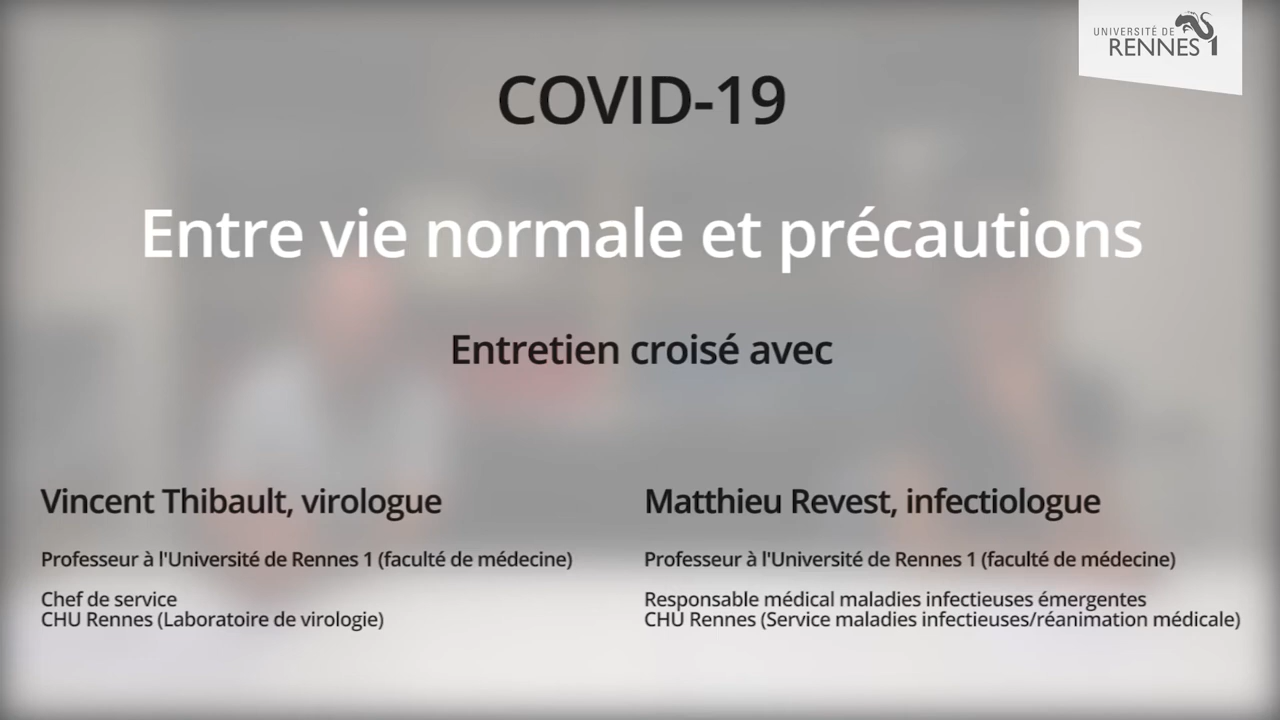 UNIVERSITÉ DE
RENNES 1
COVID-19
Entre vie normale et précautions
Entretien croisé avec
Vincent Thibault, virologue
Professeur à l'Université de Rennes 1 (faculté de médecine)
Chef de service
CHU Rennes (Laboratoire de virologie)
Matthieu Revest, infectiologue
Professeur à l'Université de Rennes 1 (faculté de médecine)
Responsable médical maladies infectieuses émergentes
CHU Rennes (Service maladies infectieuses/réanimation médicale)